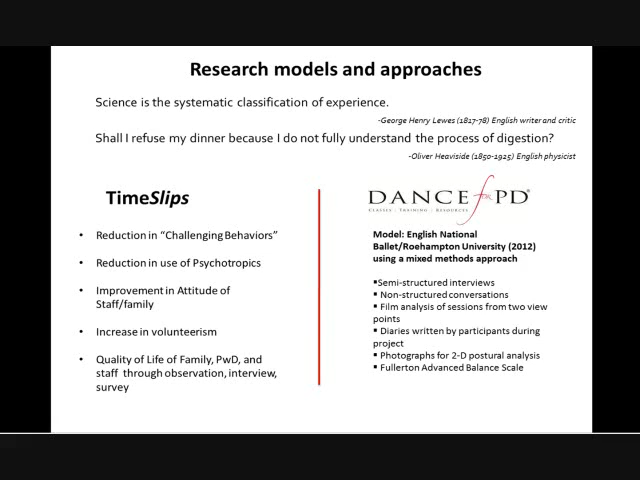 Research models and approaches
Science is the systematic classification of experience.
-George Henry Lewes (1817-78) English writer and critic
Shall I refuse my dinner because I do not fully understand the process of digestion?
-Oliver Heaviside (1850-1925) English physicist
TimeSlips
• Reduction in “Challenging Behaviors”
• Reduction in use of Psychotropics
• Improvement in Attitude of
Staff/family
• Increase in volunteerism
• Quality of Life of Family, PwD, and
staff through observation, interview,
survey
DANCE for PD®
CLASSES · TRAINING · RESOURCES
Model: English National
Ballet/Roehampton University (2012)
using a mixed methods approach
▪Semi-structured interviews
▪ Non-structured conversations
▪ Film analysis of sessions from two view
points
▪ Diaries written by participants during
project
▪ Photographs for 2-D postural analysis
▪ Fullerton Advanced Balance Scale